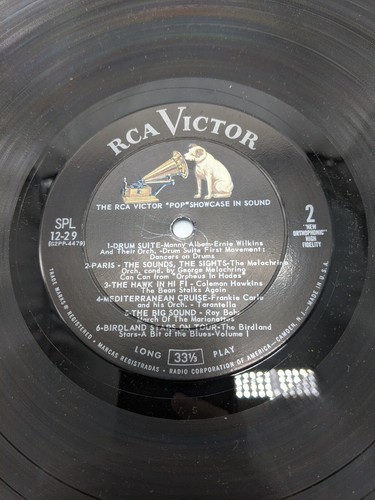 RCA VICTOR
THE RCA VICTOR "POP" SHOWCASE IN SOUND
SPL
12-29
2
"NEW
ORTHOPHONIC"
HIGH
FIDELITY
1-DRUM SUITE-Manny Albam-Ernie Wilkins
And Their Orch.-Drum Suite First Movement:
Dancers on Drums
2-PARIS - THE SOUNDS, THE SIGHTS-The Melachrino
Orch. cond. by George Melachrino
Can Can from "Orpheus in Hades"
3-THE HAWK IN HI FI - Coleman Hawkins
The Bean Stalks Again
4-MEDITERRANEAN CRUISE-Frankie Carle
and his Orch. - Tarantella
5-THE BIG SOUND - Ray Bohr
March Of The Marionettes
6-BIRDLAND STARS ON TOUR-The Birdland
Stars-A Bit of the Blues-Volume 1
LONG 33⅓ PLAY
TRADE MARKS ® REGISTERED • MARCAS REGISTRADAS • RADIO CORPORATION OF AMERICA—CAMDEN, N.J. MADE IN U.S.A.